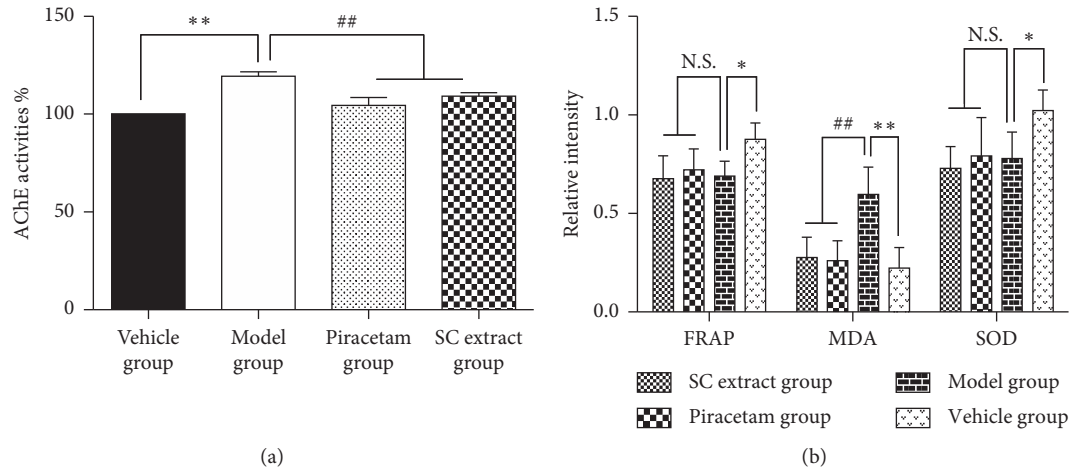 150
100
50
0
AChE activities %
**
##
Vehicle group
Model group
Piracetam group
SC extract group
(a)
1.5
1.0
0.5
0.0
Relative intensity
N.S.
*
##
**
N.S.
*
FRAP
MDA
SOD
SC extract group
Piracetam group
Model group
Vehicle group
(b)